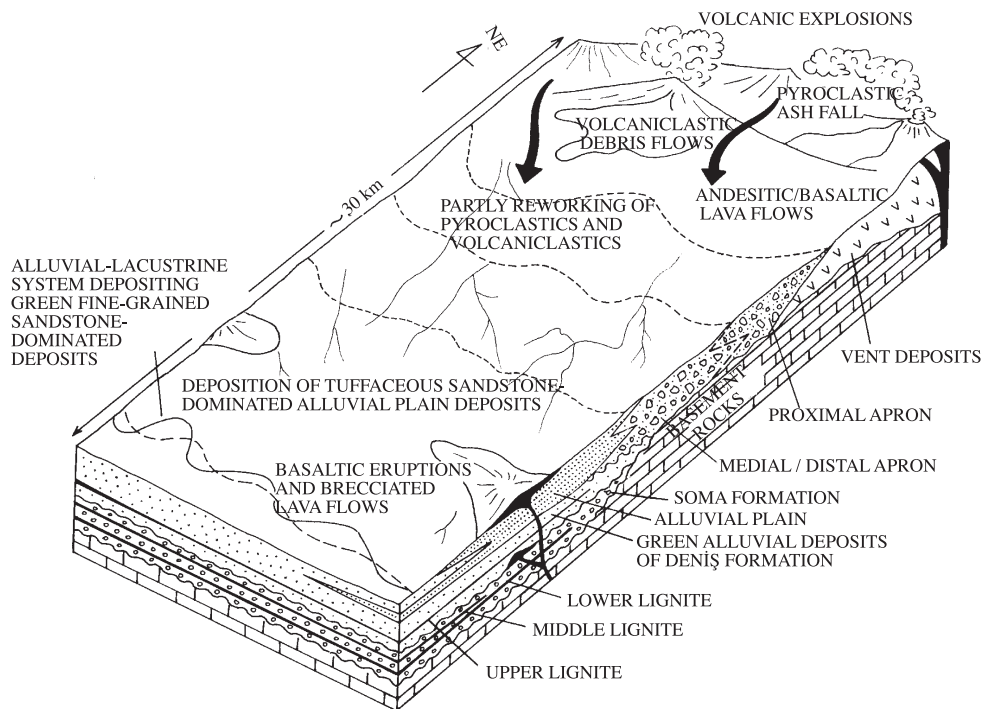 VOLCANIC EXPLOSIONS
NE
PYROCLASTIC
ASH FALL
VOLCANICLASTIC
DEBRIS FLOWS
ANDESITIC/BASALTIC
LAVA FLOWS
~30 km
PARTLY REWORKING OF
PYROCLASTICS AND
VOLCANICLASTICS
ALLUVIAL-LACUSTRINE
SYSTEM DEPOSITING
GREEN FINE-GRAINED
SANDSTONE-
DOMINATED
DEPOSITS
VENT DEPOSITS
DEPOSITION OF TUFFACEOUS SANDSTONE-
DOMINATED ALLUVIAL PLAIN DEPOSITS
BASEMENT
ROCKS
PROXIMAL APRON
MEDIAL / DISTAL APRON
BASALTIC ERUPTIONS
AND BRECCIATED
LAVA FLOWS
SOMA FORMATION
ALLUVIAL PLAIN
GREEN ALLUVIAL DEPOSITS
OF DENİŞ FORMATION
LOWER LIGNITE
MIDDLE LIGNITE
UPPER LIGNITE